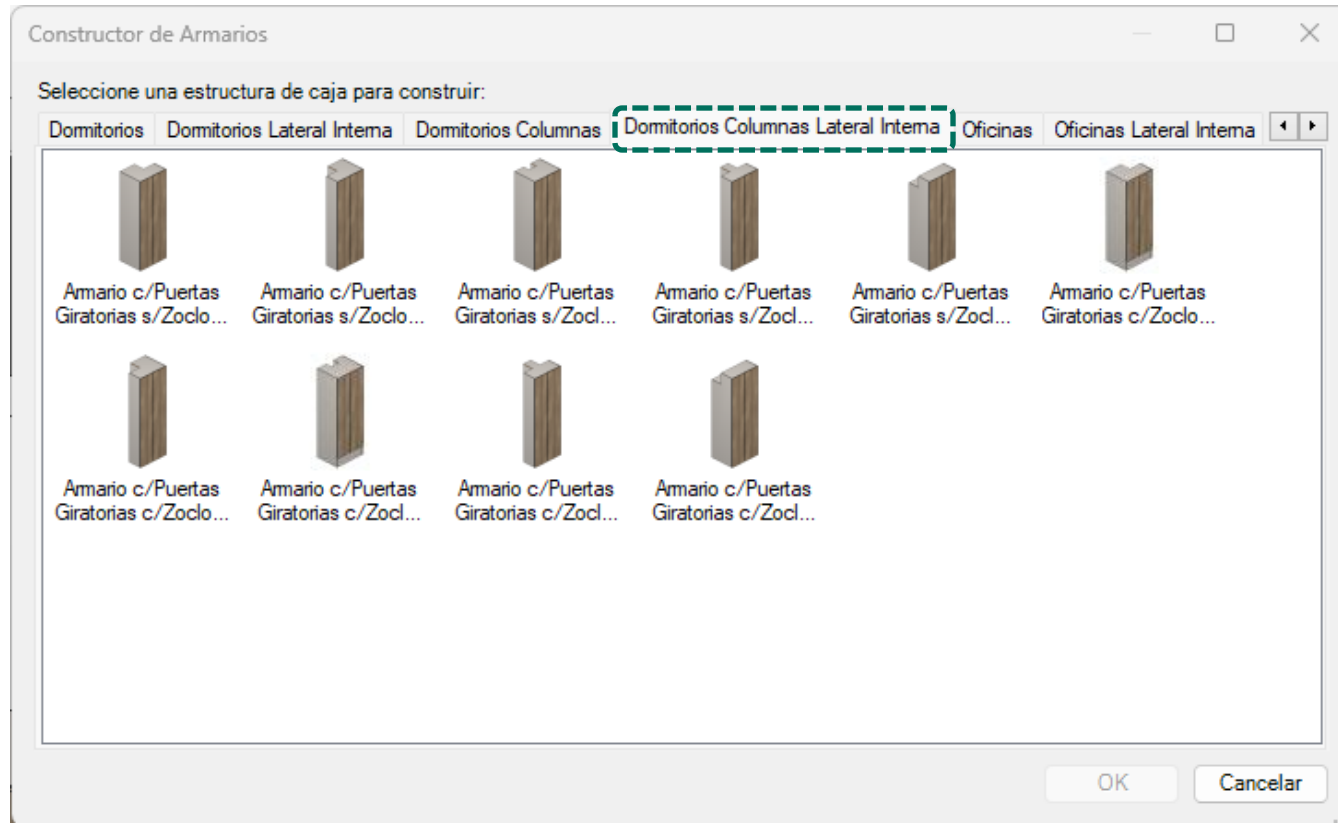 Constructor de Armarios
Seleccione una estructura de caja para construir:
Dormitorios Dormitorios Lateral Interna Dormitorios Columnas Dormitorios Columnas Lateral Interna Oficinas Oficinas Lateral Interna
Armario c/Puertas Armario c/Puertas Armario c/Puertas Armario c/Puertas Armario c/Puertas Armario c/Puertas
Giratorias s/Zoclo... Giratorias s/Zoclo... Giratorias s/Zocl... Giratorias s/Zocl... Giratorias s/Zocl... Giratorias c/Zoclo...
Armario c/Puertas Armario c/Puertas Armario c/Puertas Armario c/Puertas
Giratorias c/Zoclo... Giratorias c/Zocl... Giratorias c/Zocl... Giratorias c/Zocl...
OK Cancelar